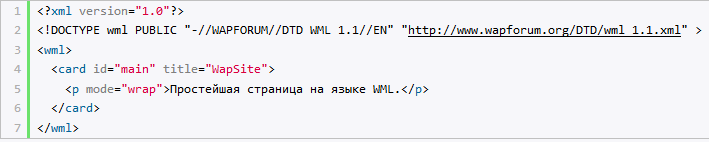 1 <?xml version="1.0"?>
2 <!DOCTYPE wml PUBLIC "-//WAPFORUM//DTD WML 1.1//EN" "http://www.wapforum.org/DTD/wml_1.1.xml" >
3 <wml>
4 <card id="main" title="WapSite">
5 <p mode="wrap">Простейшая страница на языке WML.</p>
6 </card>
7 </wml>